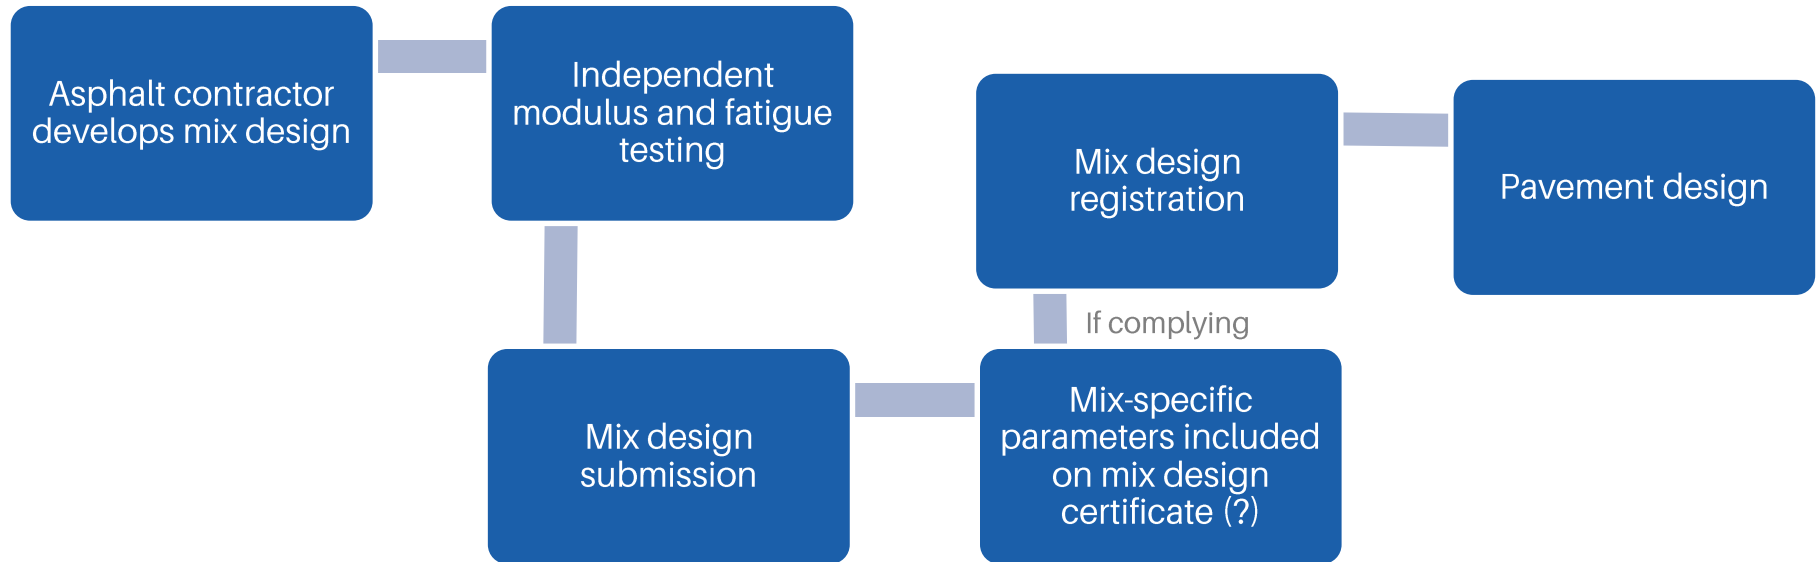 Asphalt contractor
develops mix design
Independent
modulus and fatigue
testing
Mix design
submission
Mix-specific
parameters included
on mix design
certificate (?)
If complying
Mix design
registration
Pavement design